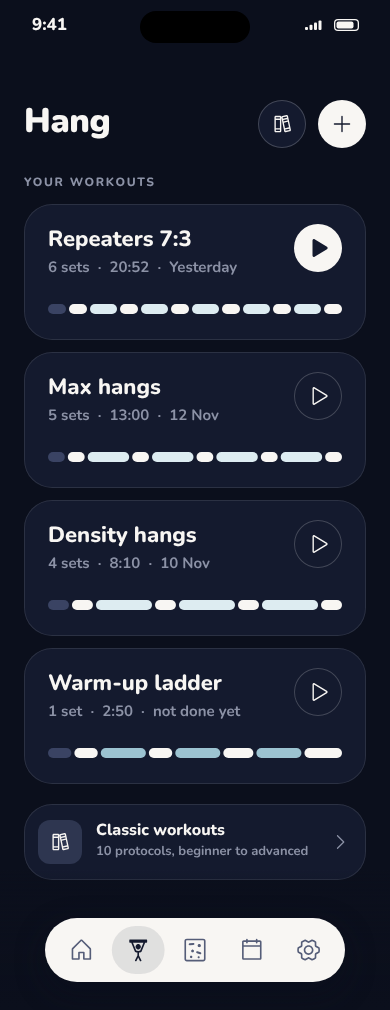 9:41
Hang
YOUR WORKOUTS
Repeaters 7:3
6 sets · 20:52 · Yesterday
Max hangs
5 sets · 13:00 · 12 Nov
Density hangs
4 sets · 8:10 · 10 Nov
Warm-up ladder
1 set · 2:50 · not done yet
Classic workouts
10 protocols, beginner to advanced